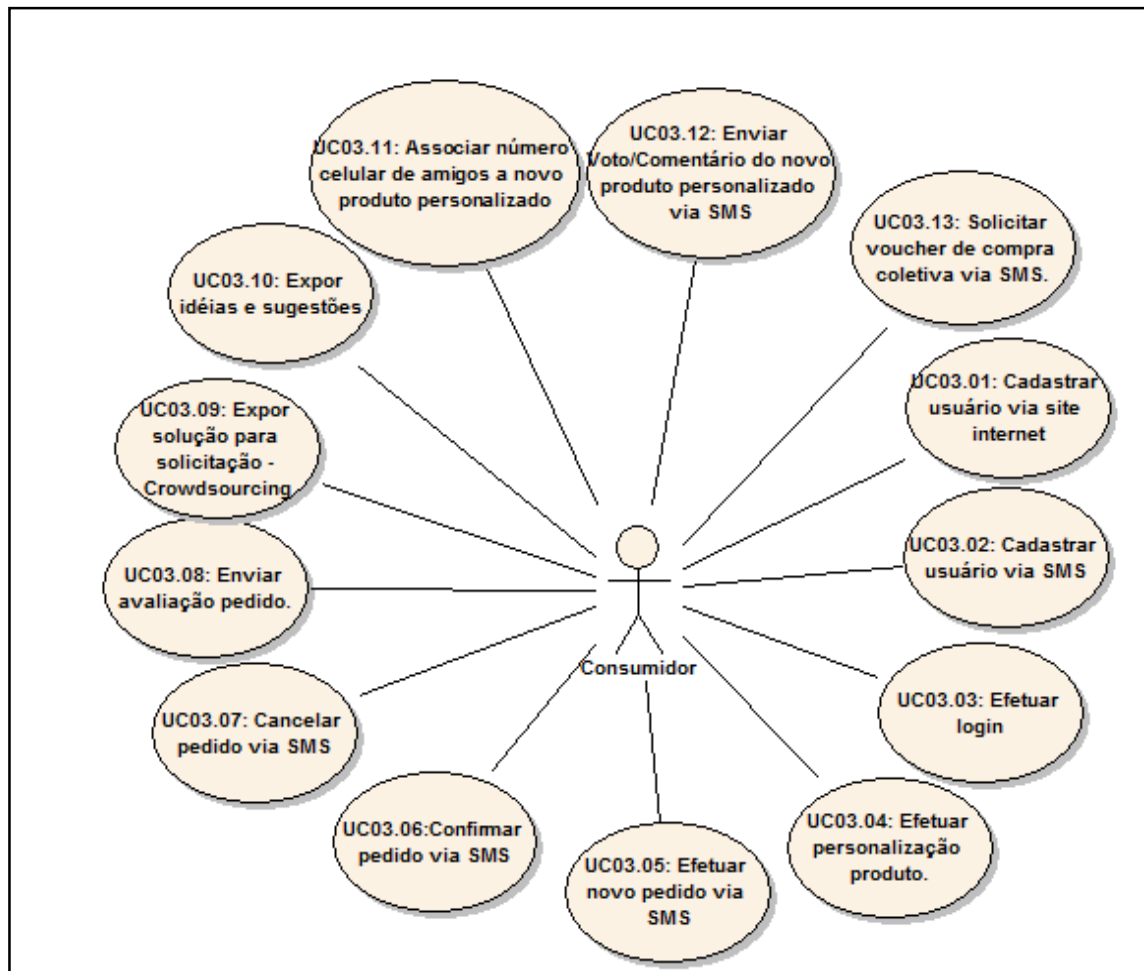 UC03.11: Associar número
celular de amigos a novo
produto personalizado
UC03.12: Enviar
Voto/Comentário do novo
produto personalizado
via SMS
UC03.13: Solicitar
voucher de compra
coletiva via SMS.
UC03.10: Expor
idéias e sugestões
UC03.01: Cadastrar
usuário via site
internet
UC03.09: Expor
solução para
solicitação -
Crowdsourcing
UC03.02: Cadastrar
usuário via SMS
UC03.08: Enviar
avaliação pedido.
Consumidor
UC03.03: Efetuar
login
UC03.07: Cancelar
pedido via SMS
UC03.04: Efetuar
personalização
produto.
UC03.06:Confirmar
pedido via SMS
UC03.05: Efetuar
novo pedido via
SMS